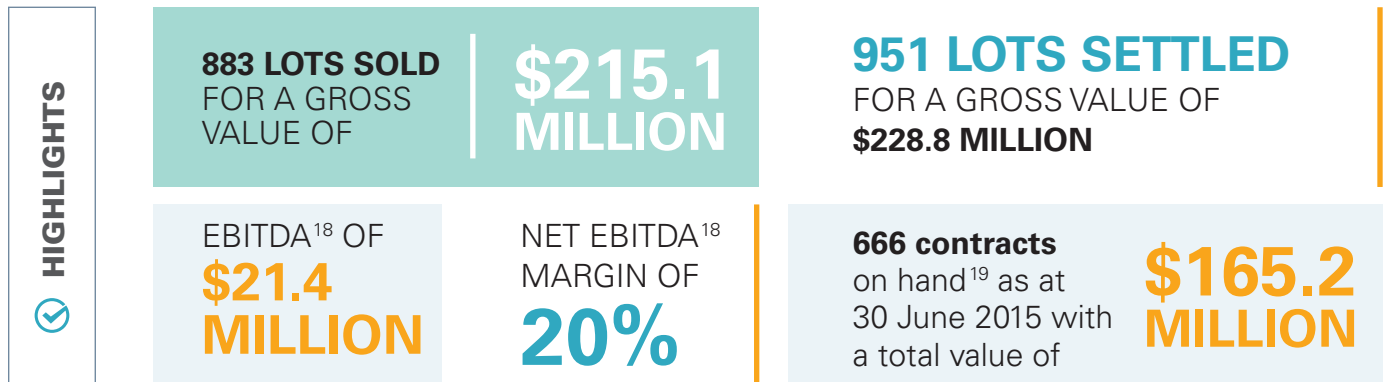 HIGHLIGHTS
883 LOTS SOLD
FOR A GROSS
VALUE OF
$215.1
MILLION
951 LOTS SETTLED
FOR A GROSS VALUE OF
$228.8 MILLION
EBITDA18 OF
$21.4
MILLION
NET EBITDA18
MARGIN OF
20%
666 contracts
on hand19 as at
30 June 2015 with
a total value of
$165.2
MILLION